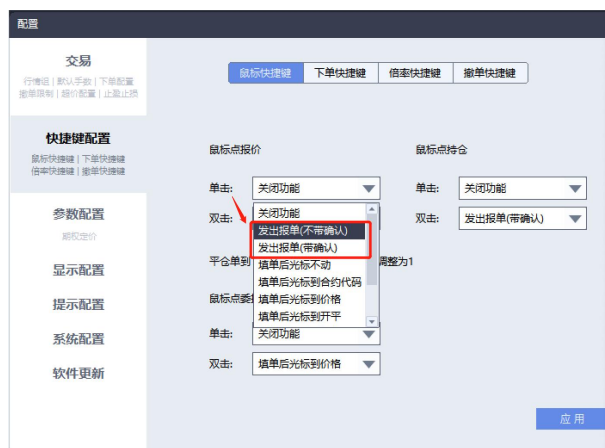 配置
交易
行情组 | 默认手数 | 下单配置
撤单限制 | 超价配置 | 止盈止损
快捷键配置
鼠标快捷键 | 下单快捷键
倍率快捷键 | 撤单快捷键
参数配置
期权定价
显示配置
提示配置
系统配置
软件更新
鼠标快捷键 下单快捷键 倍率快捷键 撤单快捷键
鼠标点报价 鼠标点持仓
单击: 关闭功能 单击: 关闭功能
双击: 双击: 发出报单(带确认)
关闭功能
发出报单(不带确认)
发出报单(带确认)
填单后光标不动
填单后光标到合约代码
填单后光标到价格
填单后光标到开平
平仓单到 调整为1
鼠标点委
单击: 关闭功能
双击: 填单后光标到价格
应 用